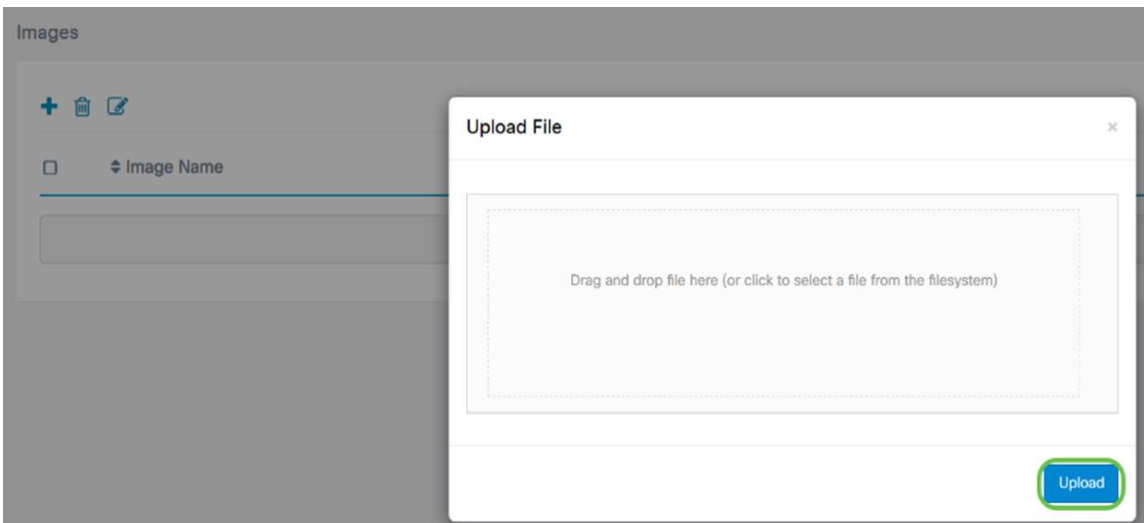 Images
Upload File
Image Name
Drag and drop file here (or click to select a file from the filesystem)
Upload